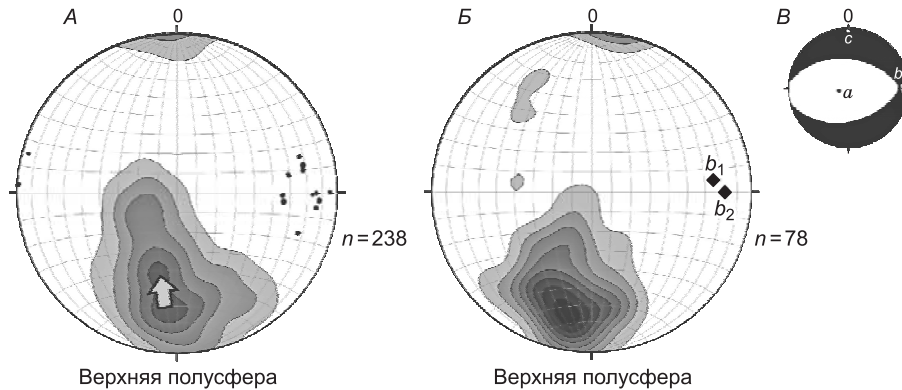 А
0
Б
0
В
0
c
b
a
b1
b2
n=238
n=78
Верхняя полусфера
Верхняя полусфера